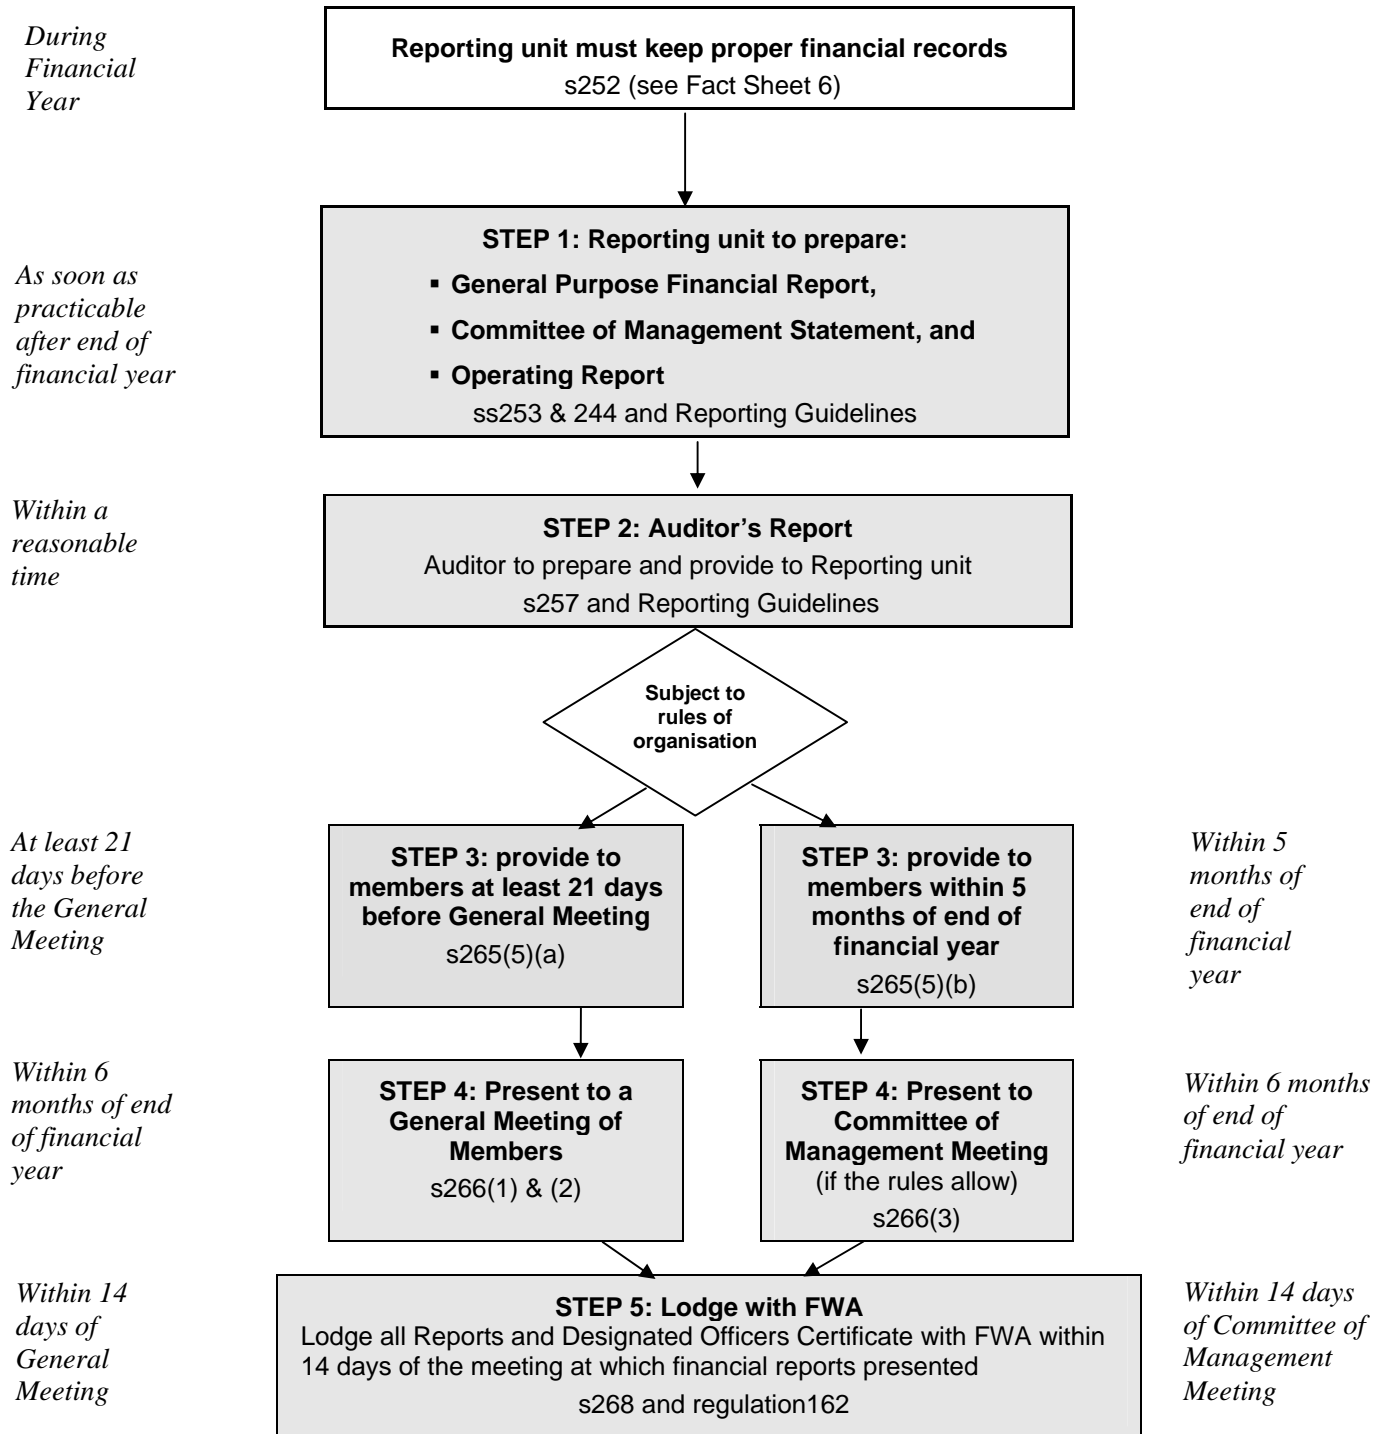 During
Financial
Year
Reporting unit must keep proper financial records
s252 (see Fact Sheet 6)
As soon as
practicable
after end of
financial year
STEP 1: Reporting unit to prepare:
▪ General Purpose Financial Report,
▪ Committee of Management Statement, and
▪ Operating Report
ss253 & 244 and Reporting Guidelines
Within a
reasonable
time
STEP 2: Auditor’s Report
Auditor to prepare and provide to Reporting unit
s257 and Reporting Guidelines
Subject to
rules of
organisation
At least 21
days before
the General
Meeting
STEP 3: provide to
members at least 21 days
before General Meeting
s265(5)(a)
STEP 3: provide to
members within 5
months of end of
financial year
s265(5)(b)
Within 5
months of
end of
financial
year
Within 6
months of end
of financial
year
STEP 4: Present to a
General Meeting of
Members
s266(1) & (2)
STEP 4: Present to
Committee of
Management Meeting
(if the rules allow)
s266(3)
Within 6 months
of end of
financial year
Within 14
days of
General
Meeting
STEP 5: Lodge with FWA
Lodge all Reports and Designated Officers Certificate with FWA within
14 days of the meeting at which financial reports presented
s268 and regulation162
Within 14 days
of Committee of
Management
Meeting